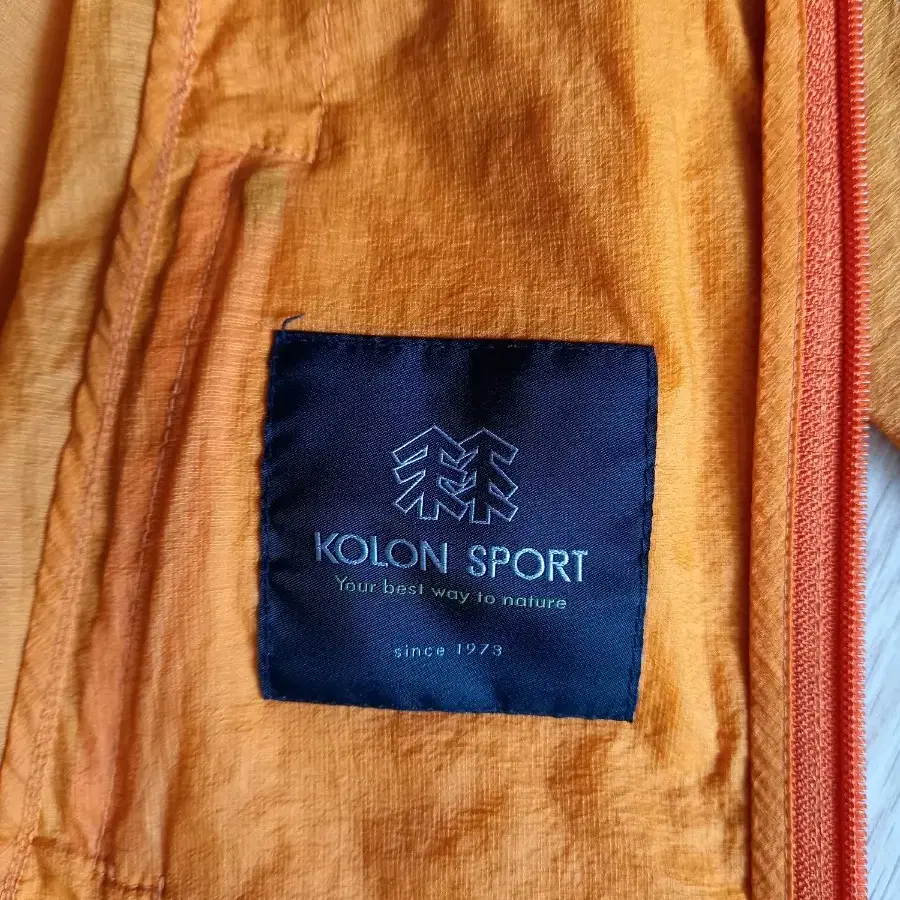 KOLON SPORT
Your best way to nature
since 1973